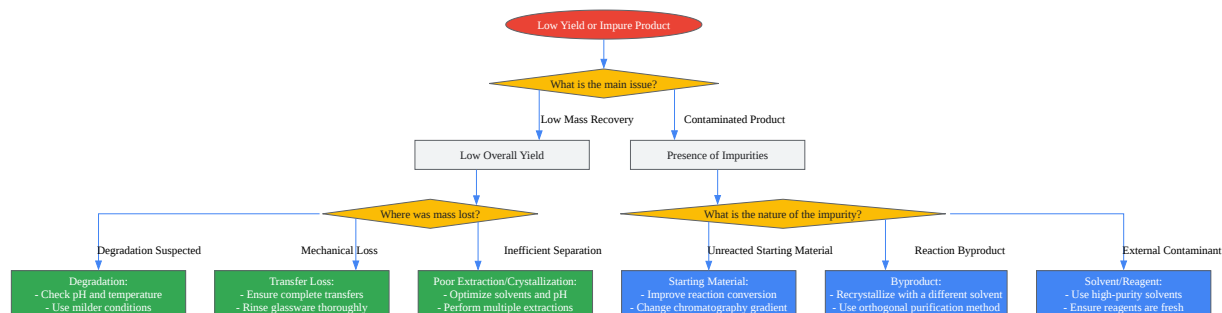 Low Yield or Impure Product
What is the main issue?
Low Mass Recovery
Contaminated Product
Low Overall Yield
Presence of Impurities
Where was mass lost?
What is the nature of the impurity?
Degradation Suspected
Mechanical Loss
Inefficient Separation
Unreacted Starting Material
Reaction Byproduct
External Contaminant
Degradation:
- Check pH and temperature
- Use milder conditions
Transfer Loss:
- Ensure complete transfers
- Rinse glassware thoroughly
Poor Extraction/Crystallization:
- Optimize solvents and pH
- Perform multiple extractions
Starting Material:
- Improve reaction conversion
- Change chromatography gradient
Byproduct:
- Recrystallize with a different solvent
- Use orthogonal purification method
Solvent/Reagent:
- Use high-purity solvents
- Ensure reagents are fresh